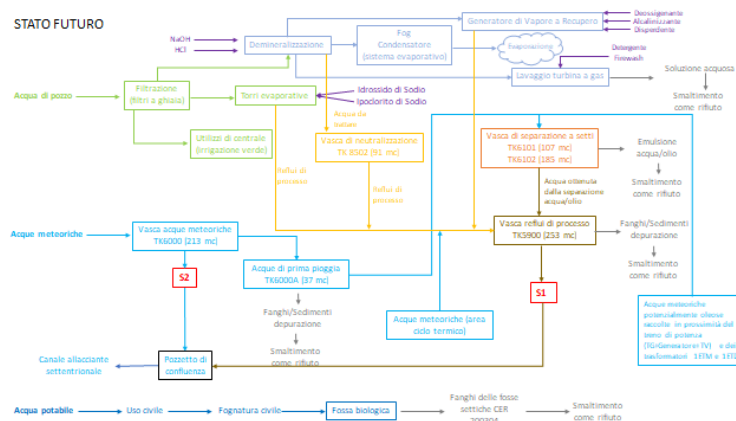 STATO FUTURO
NaOH
HCl
Demineralizzazione
Fog
Condensatore
(sistema evaporativo)
Generatore di Vapore a Recupero
Deossigenante
Alcalinizzante
Disperdente
Evaporazione
Detergente
Firewash
Lavaggio turbina a gas
Soluzione acquosa
Smaltimento
come rifiuto
Acqua di pozzo
Filtrazione
(filtri a ghiaia)
Torri evaporative
Idrossido di Sodio
Ipoclorito di Sodio
Utilizzi di centrale
(irrigazione verde)
Acque da
Vasca di neutralizzazione
TK 8502 (91 mc)
Reflui di
processo
Reflui di
processo
Vasca di separazione a setti
TK6101 (107 mc)
TK6102 (185 mc)
Emulsione
acqua/olio
Smaltimento
come rifiuto
Acqua ottenuta
dalla separazione
acqua/olio
Acque meteoriche
Vasca acque meteoriche
TK6000 (213 mc)
Vasca reflui di processo
TK5900 (253 mc)
Fanghi/Sedimenti
depurazione
Smaltimento
come rifiuto
S2
Acque di prima pioggia
TK6000A (37 mc)
S1
Fanghi/Sedimenti
depurazione
Smaltimento
come rifiuto
Acque meteoriche (area
ciclo termico)
Acque meteoriche
potenzialmente oleose
raccolte in prossimità del
treno di potenza
(TG+Generatore+TV) e dei
trasformatori 1ETM e 1ET2
Canale allacciante
settentrionale
Pozzetto di
confluenza
Acqua potabile
Uso civile
Fognatura civile
Fossa biologica
Fanghi delle fosse
settiche CER
200304
Smaltimento
come rifiuto